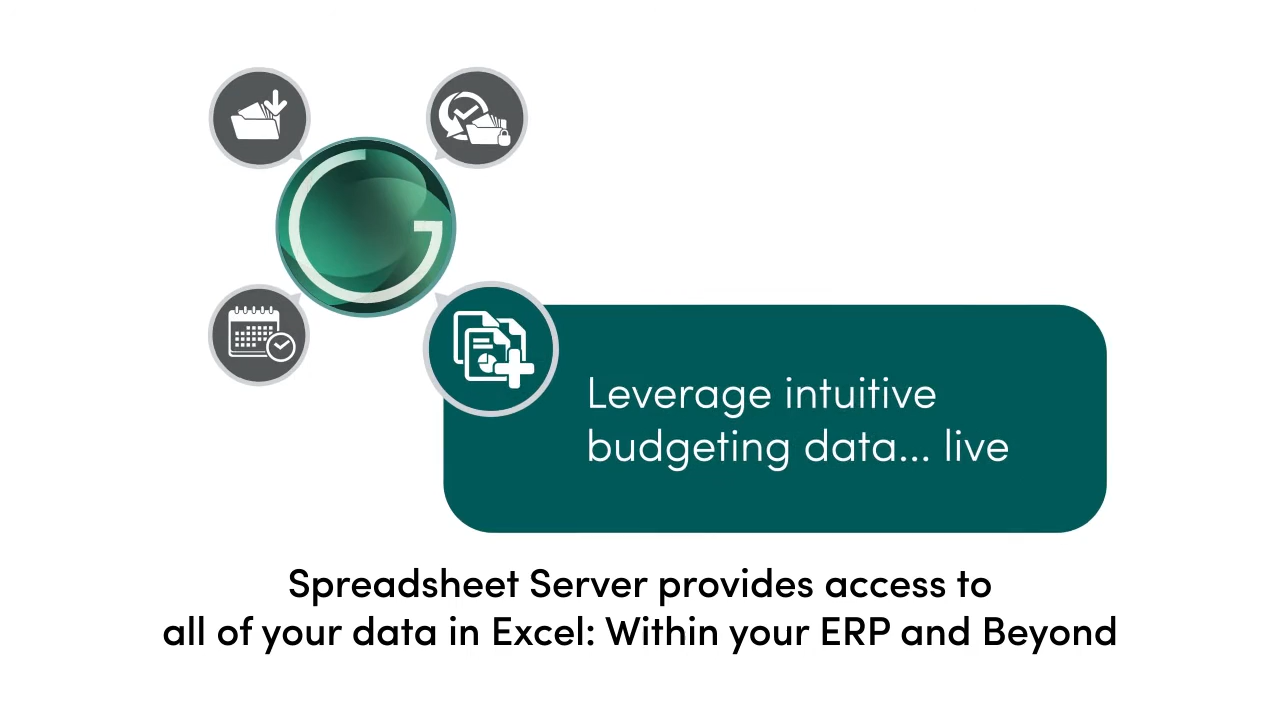 Leverage intuitive
budgeting data... live
Spreadsheet Server provides access to
all of your data in Excel: Within your ERP and Beyond